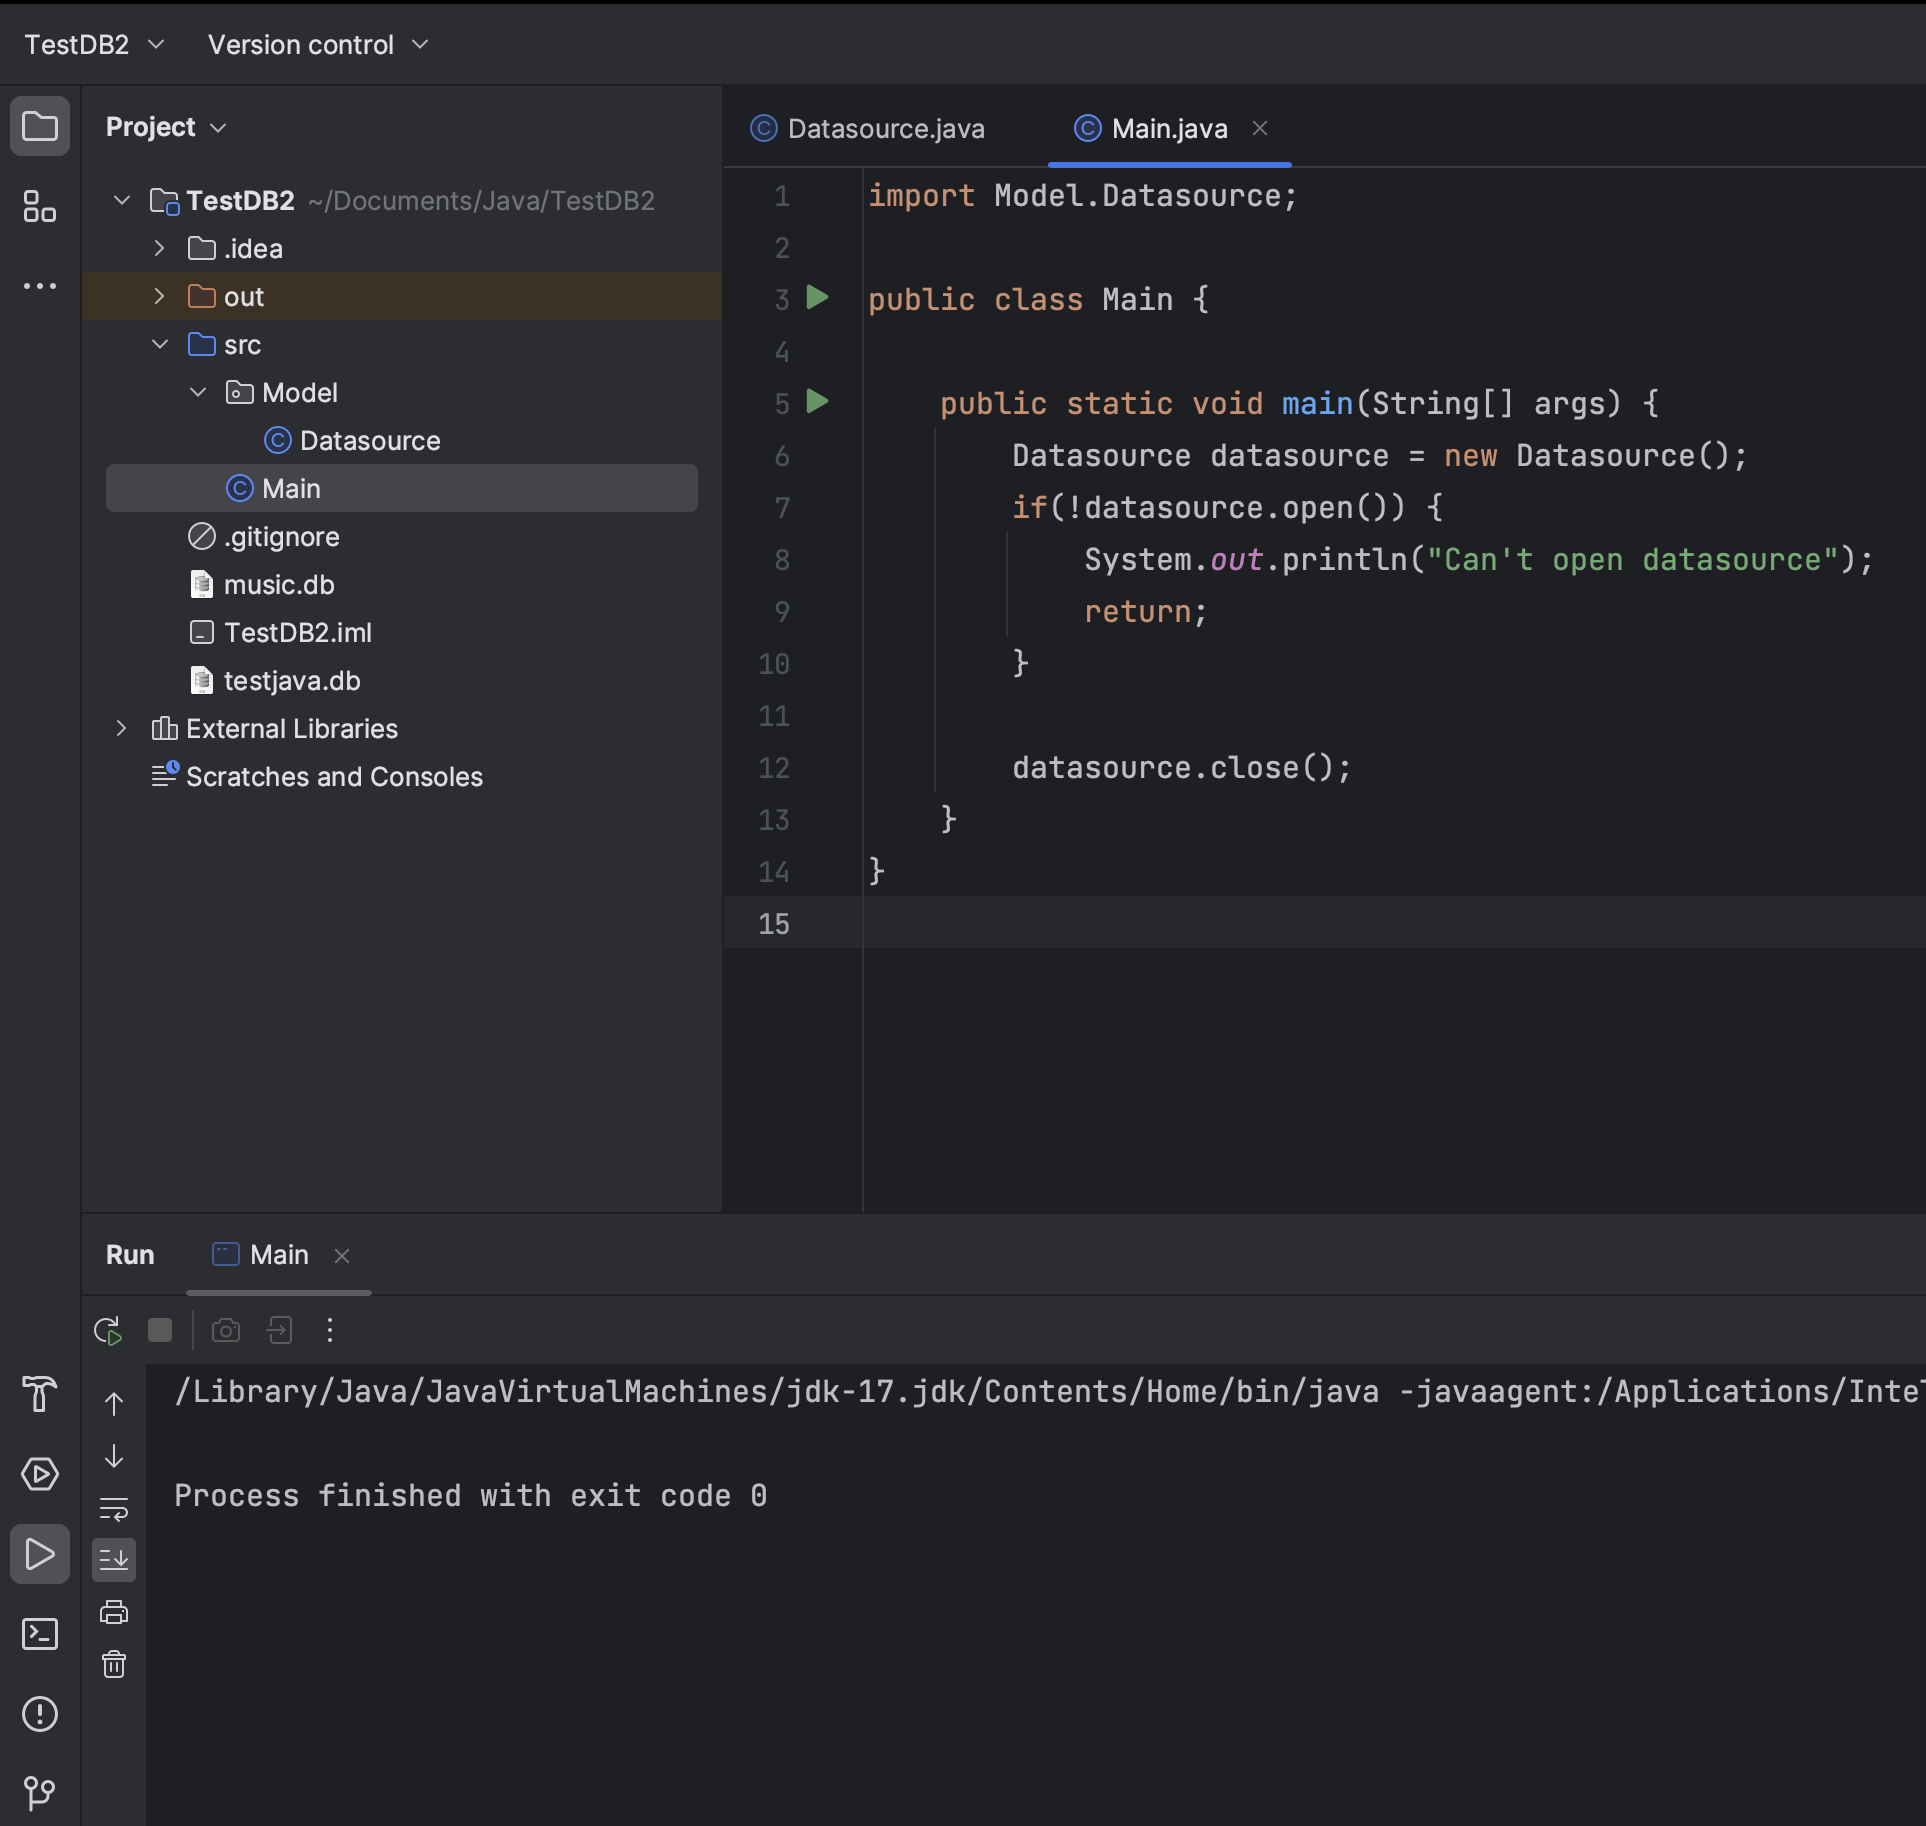 TestDB2 Version control
Project
TestDB2 ~/Documents/Java/TestDB2
.idea
out
src
Model
Datasource
Main
.gitignore
music.db
TestDB2.iml
testjava.db
External Libraries
Scratches and Consoles
Datasource.java Main.java
1 import Model.Datasource;
2
3 public class Main {
4
5 public static void main(String[] args) {
6 Datasource datasource = new Datasource();
7 if(!datasource.open()) {
8 System.out.println("Can't open datasource");
9 return;
10 }
11
12 datasource.close();
13 }
14 }
15
Run Main
/Library/Java/JavaVirtualMachines/jdk-17.jdk/Contents/Home/bin/java -javaagent:/Applications/Inte
Process finished with exit code 0